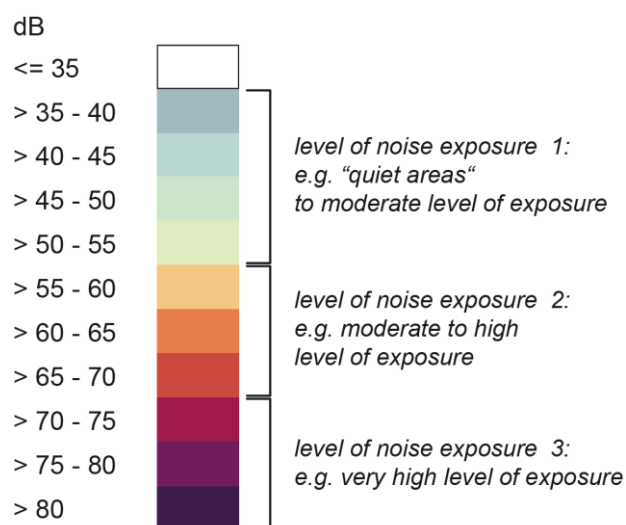 dB
<= 35
> 35 - 40
> 40 - 45
> 45 - 50
> 50 - 55
> 55 - 60
> 60 - 65
> 65 - 70
> 70 - 75
> 75 - 80
> 80
level of noise exposure  1:
e.g. “quiet areas“
to moderate level of exposure
level of noise exposure  2:
e.g. moderate to high
level of exposure
level of noise exposure  3:
e.g. very high level of exposure